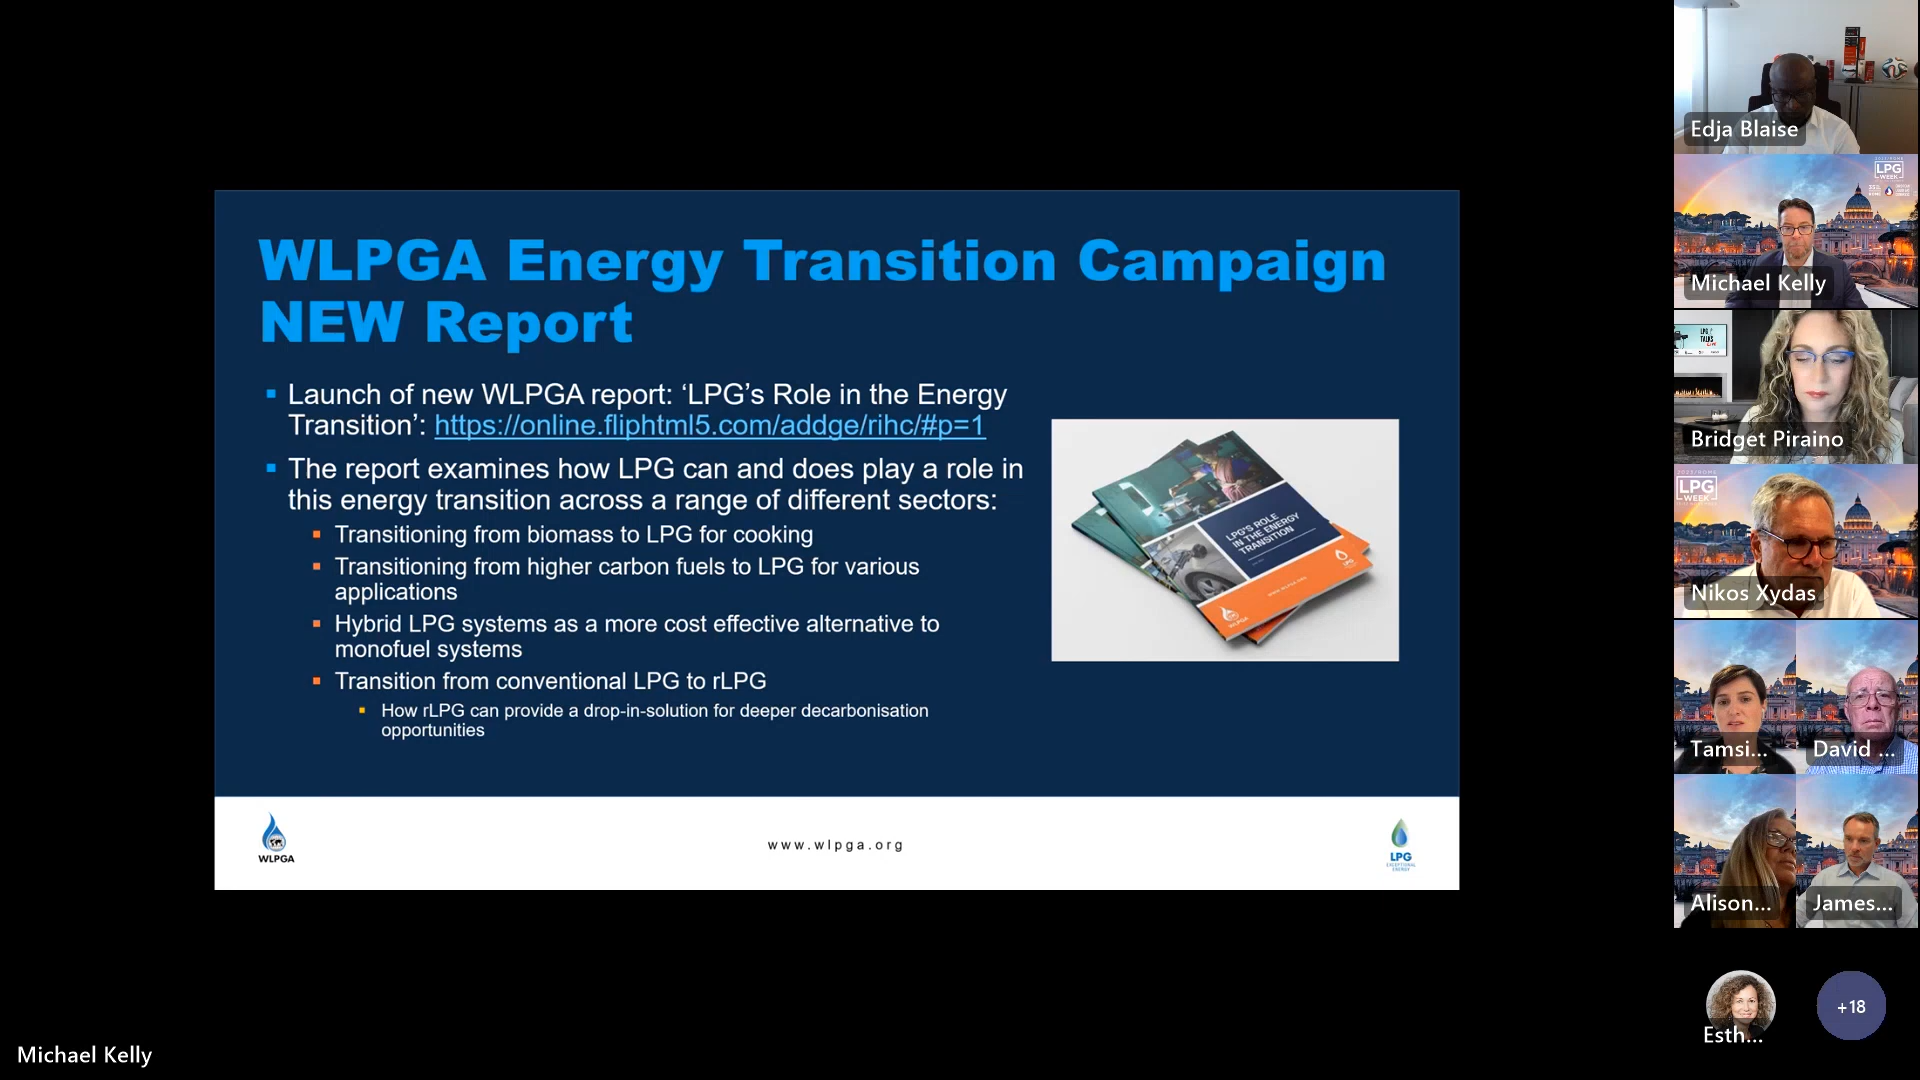 WLPGA Energy Transition Campaign
NEW Report
Launch of new WLPGA report: ‘LPG’s Role in the Energy
Transition’: https://online.fliphtml5.com/addge/rihc/#p=1
The report examines how LPG can and does play a role in
this energy transition across a range of different sectors:
Transitioning from biomass to LPG for cooking
Transitioning from higher carbon fuels to LPG for various
applications
Hybrid LPG systems as a more cost effective alternative to
monofuel systems
Transition from conventional LPG to rLPG
How rLPG can provide a drop-in-solution for deeper decarbonisation
opportunities
LPG'S ROLE
IN THE ENERGY
TRANSITION
WLPGA
www.wlpga.org
LPG
EXCEPTIONAL
ENERGY
Edja Blaise
LPG
WEEK
Michael Kelly
LPG
TALKS
Bridget Piraino
LPG
WEEK
Nikos Xydas
Tamsi...
David ...
Alison...
James...
Esth...
+18
Michael Kelly